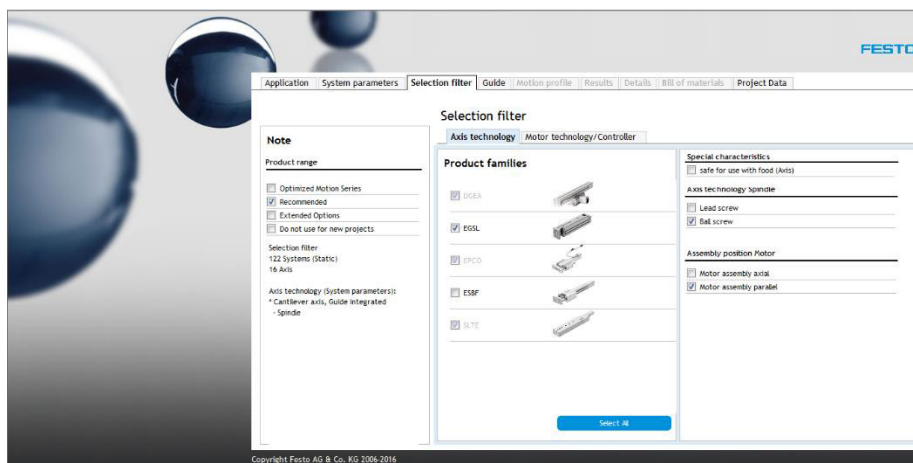 FESTO
Application System parameters Selection filter Guide Motion profile Results Details Bill of materials Project Data
Selection filter
Axis technology Motor technology/Controller
Note
Product range
Optimized Motion Series
Recommended
Extended Options
Do not use for new projects
Selection filter
122 Systems (Static)
16 Axis
Axis technology (System parameters):
* Cantilever axis, Guide integrated
- Spindle
Product families
DGEA
EGSL
EPCO
ESBF
SLTE
Select All
Special characteristics
safe for use with food (Axis)
Axis technology Spindle
Lead screw
Ball screw
Assembly position Motor
Motor assembly axial
Motor assembly parallel
Copyright Festo AG & Co. KG 2006-2016